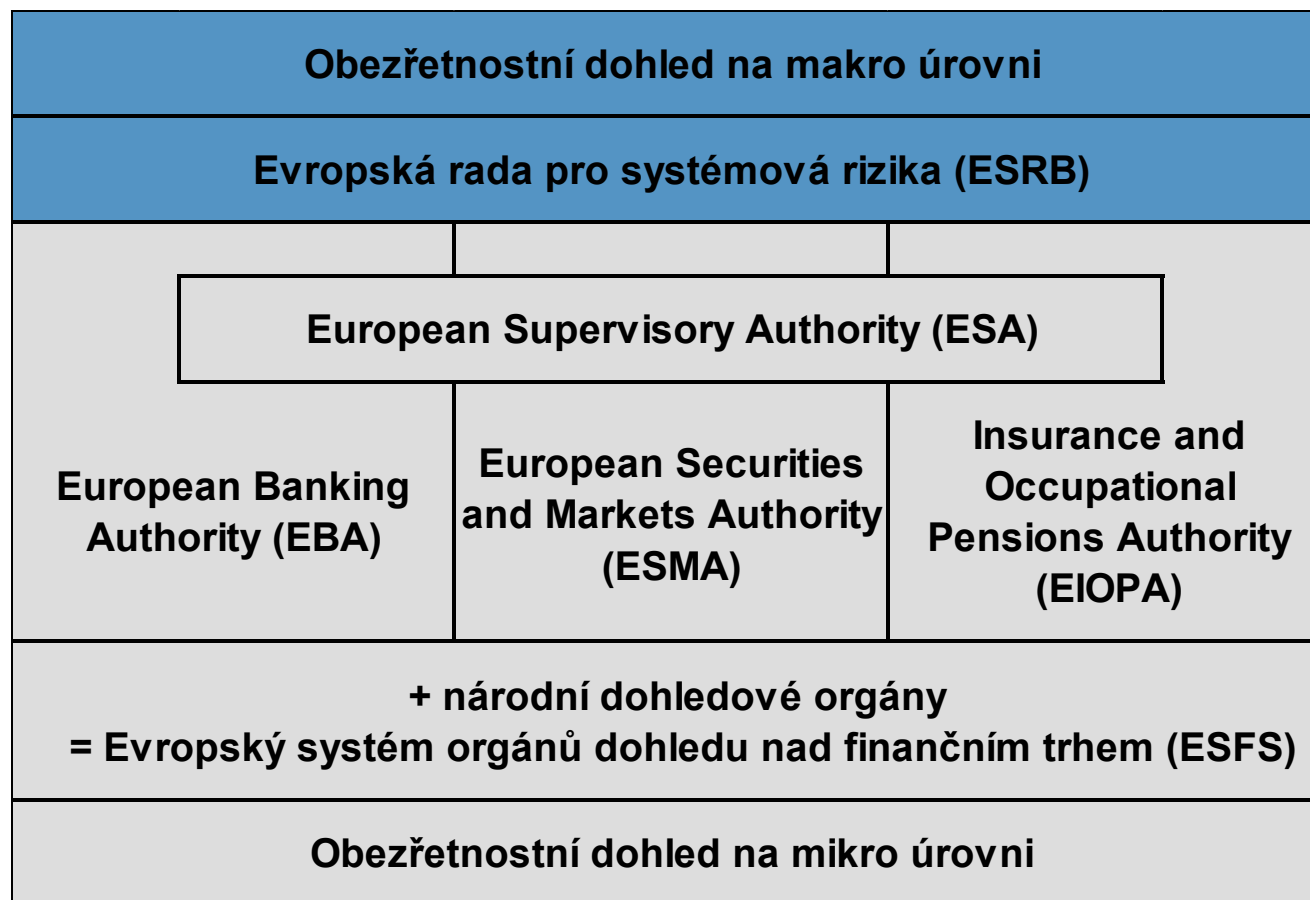 Obezřetnostní dohled na makro úrovni
Evropská rada pro systémová rizika (ESRB)
European Supervisory Authority (ESA)
European Banking
Authority (EBA)
European Securities
and Markets Authority
(ESMA)
Insurance and
Occupational
Pensions Authority
(EIOPA)
+ národní dohledové orgány
= Evropský systém orgánů dohledu nad finančním trhem (ESFS)
Obezřetnostní dohled na mikro úrovni